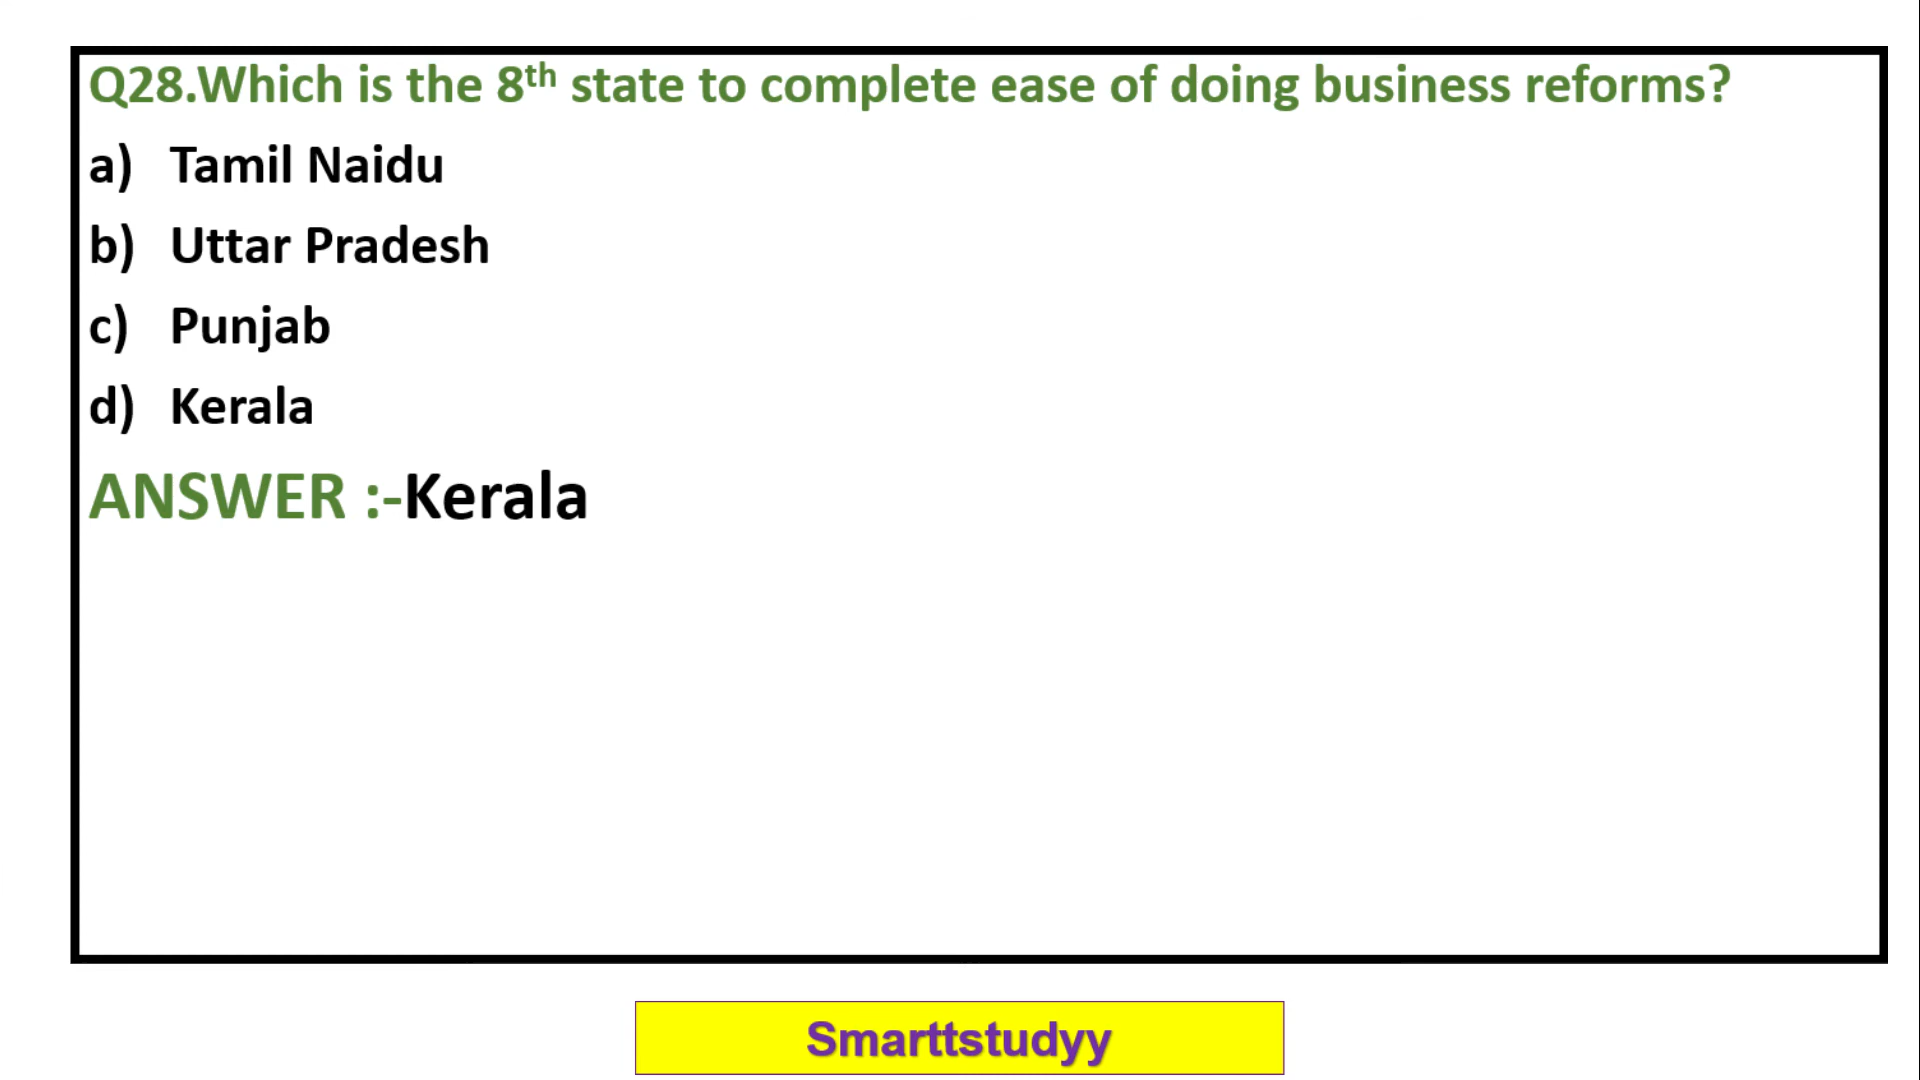 Q28.Which is the 8th state to complete ease of doing business reforms?
a) Tamil Naidu
b) Uttar Pradesh
c) Punjab
d) Kerala
ANSWER :-Kerala
Smarttstudyy